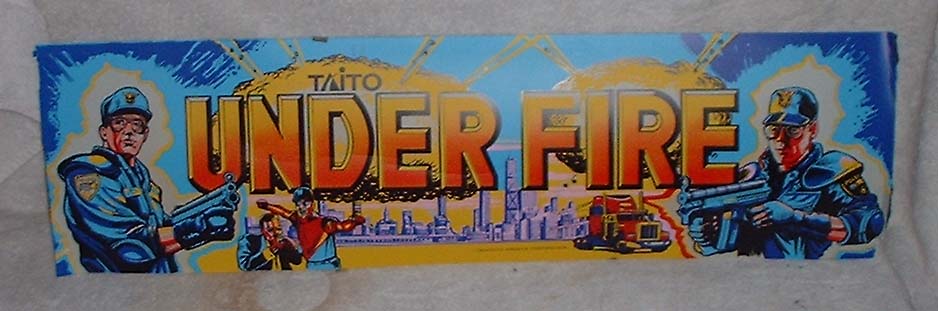 TAITO
UNDER FIRE